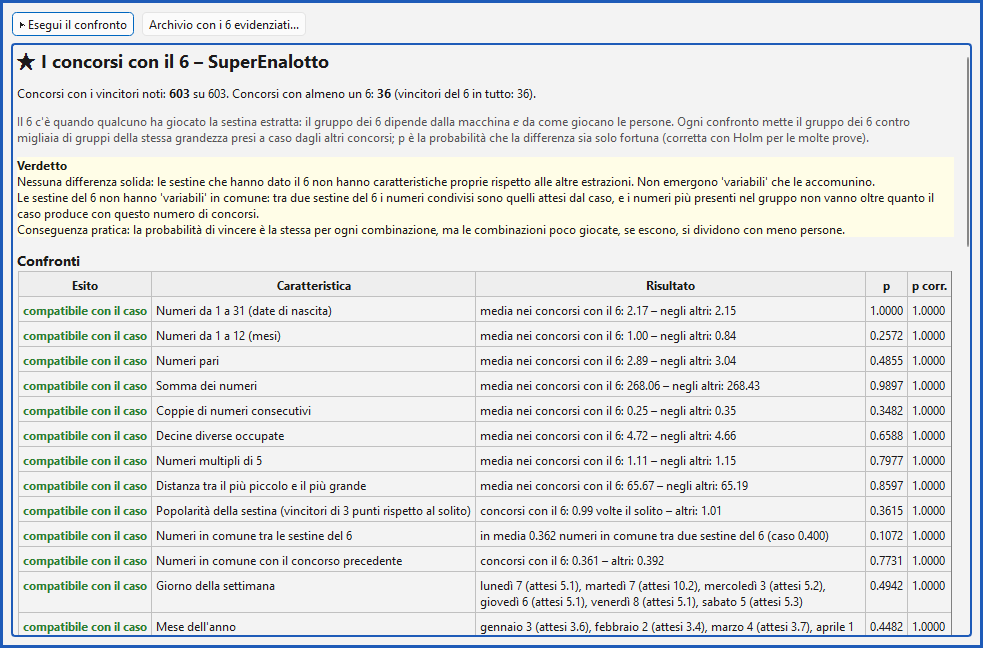 ▸ Esegui il confronto
Archivio con i 6 evidenziati...
★ I concorsi con il 6 – SuperEnalotto
Concorsi con i vincitori noti: 603 su 603. Concorsi con almeno un 6: 36 (vincitori del 6 in tutto: 36).
Il 6 c'è quando qualcuno ha giocato la sestina estratta: il gruppo dei 6 dipende dalla macchina e da come giocano le persone. Ogni confronto mette il gruppo dei 6 contro
migliaia di gruppi della stessa grandezza presi a caso dagli altri concorsi; p è la probabilità che la differenza sia solo fortuna (corretta con Holm per le molte prove).
Verdetto
Nessuna differenza solida: le sestine che hanno dato il 6 non hanno caratteristiche proprie rispetto alle altre estrazioni. Non emergono 'variabili' che le accomunino.
Le sestine del 6 non hanno 'variabili' in comune: tra due sestine del 6 i numeri condivisi sono quelli attesi dal caso, e i numeri più presenti nel gruppo non vanno oltre quanto il
caso produce con questo numero di concorsi.
Conseguenza pratica: la probabilità di vincere è la stessa per ogni combinazione, ma le combinazioni poco giocate, se escono, si dividono con meno persone.
Confronti
Esito Caratteristica Risultato p p corr.
compatibile con il caso Numeri da 1 a 31 (date di nascita) media nei concorsi con il 6: 2.17 – negli altri: 2.15 1.0000 1.0000
compatibile con il caso Numeri da 1 a 12 (mesi) media nei concorsi con il 6: 1.00 – negli altri: 0.84 0.2572 1.0000
compatibile con il caso Numeri pari media nei concorsi con il 6: 2.89 – negli altri: 3.04 0.4855 1.0000
compatibile con il caso Somma dei numeri media nei concorsi con il 6: 268.06 – negli altri: 268.43 0.9897 1.0000
compatibile con il caso Coppie di numeri consecutivi media nei concorsi con il 6: 0.25 – negli altri: 0.35 0.3482 1.0000
compatibile con il caso Decine diverse occupate media nei concorsi con il 6: 4.72 – negli altri: 4.66 0.6588 1.0000
compatibile con il caso Numeri multipli di 5 media nei concorsi con il 6: 1.11 – negli altri: 1.15 0.7977 1.0000
compatibile con il caso Distanza tra il più piccolo e il più grande media nei concorsi con il 6: 65.67 – negli altri: 65.19 0.8597 1.0000
compatibile con il caso Popolarità della sestina (vincitori di 3 punti rispetto al solito) concorsi con il 6: 0.99 volte il solito – altri: 1.01 0.3615 1.0000
compatibile con il caso Numeri in comune tra le sestine del 6 in media 0.362 numeri in comune tra due sestine del 6 (caso 0.400) 0.1072 1.0000
compatibile con il caso Numeri in comune con il concorso precedente concorsi con il 6: 0.361 – altri: 0.392 0.7731 1.0000
compatibile con il caso Giorno della settimana lunedì 7 (attesi 5.1), martedì 7 (attesi 10.2), mercoledì 3 (attesi 5.2), 0.4942 1.0000
giovedì 6 (attesi 5.1), venerdì 8 (attesi 5.1), sabato 5 (attesi 5.3)
compatibile con il caso Mese dell'anno gennaio 3 (attesi 3.6), febbraio 2 (attesi 3.4), marzo 4 (attesi 3.7), aprile 1 0.4482 1.0000